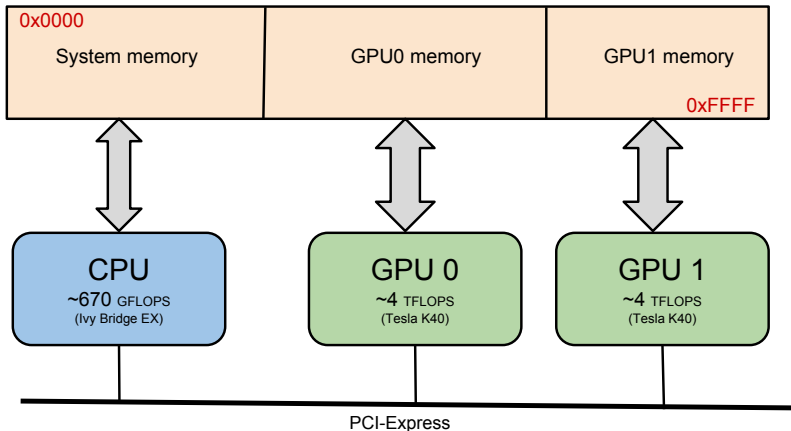 0x0000
System memory
GPU0 memory
GPU1 memory
0xFFFF
CPU
~670 GFLOPS
(Ivy Bridge EX)
GPU 0
~4 TFLOPS
(Tesla K40)
GPU 1
~4 TFLOPS
(Tesla K40)
PCI-Express